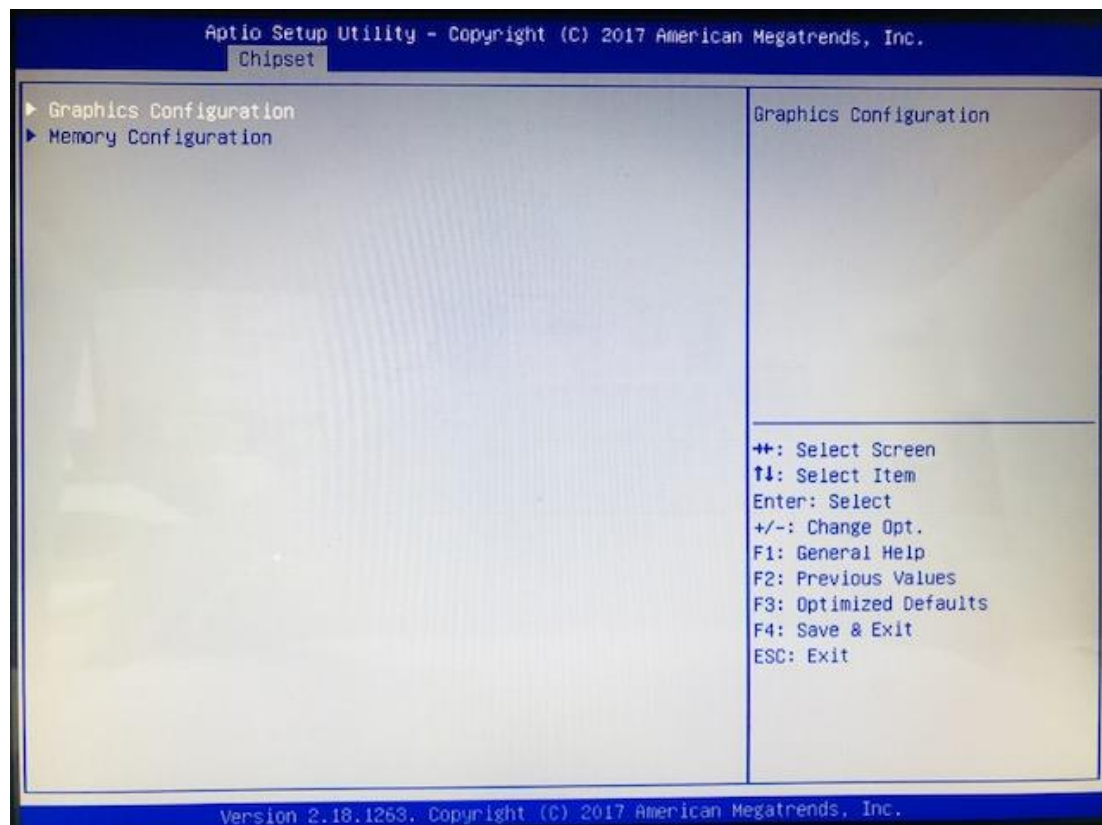 Aptio Setup Utility - Copyright (C) 2017 American Megatrends, Inc.
Chipset
Graphics Configuration
Memory Configuration
Graphics Configuration
→←: Select Screen
↑↓: Select Item
Enter: Select
+/-: Change Opt.
F1: General Help
F2: Previous Values
F3: Optimized Defaults
F4: Save & Exit
ESC: Exit
Version 2.18.1263. Copyright (C) 2017 American Megatrends, Inc.